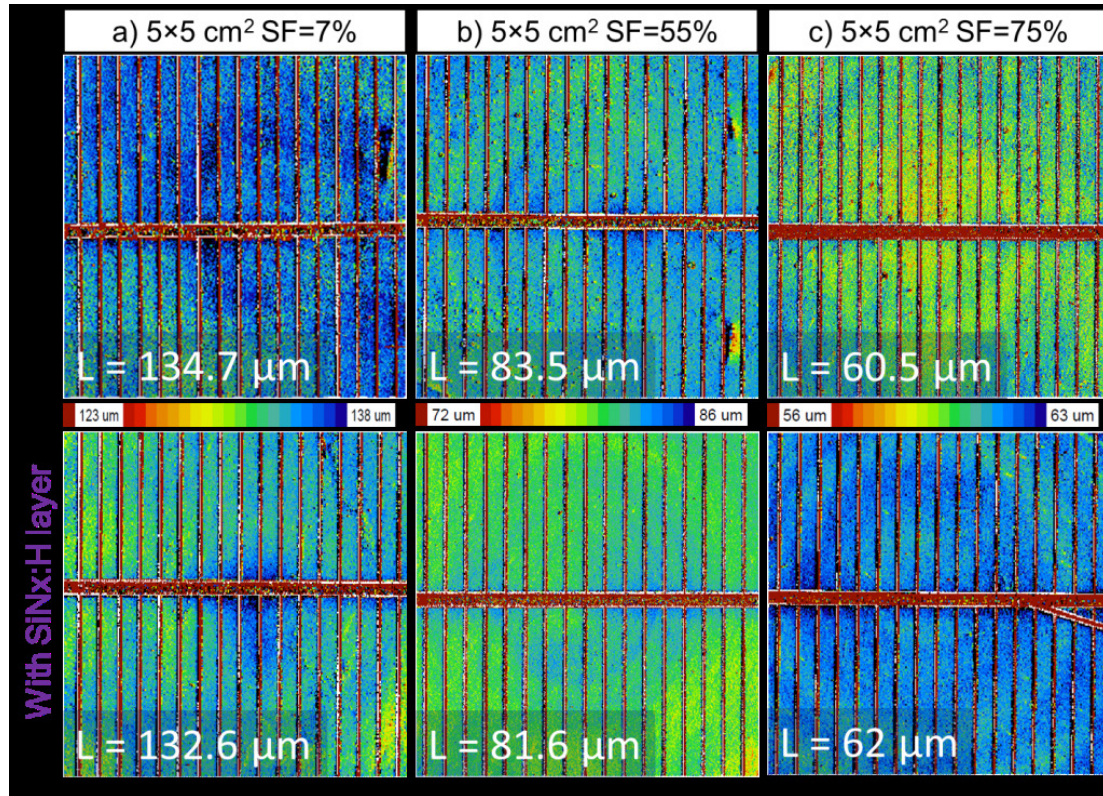 a) 5×5 cm² SF=7%
b) 5×5 cm² SF=55%
c) 5×5 cm² SF=75%
L = 134.7 µm
L = 83.5 µm
L = 60.5 µm
123 um
138 um
72 um
86 um
56 um
63 um
With SiNx:H layer
L = 132.6 µm
L = 81.6 µm
L = 62 µm